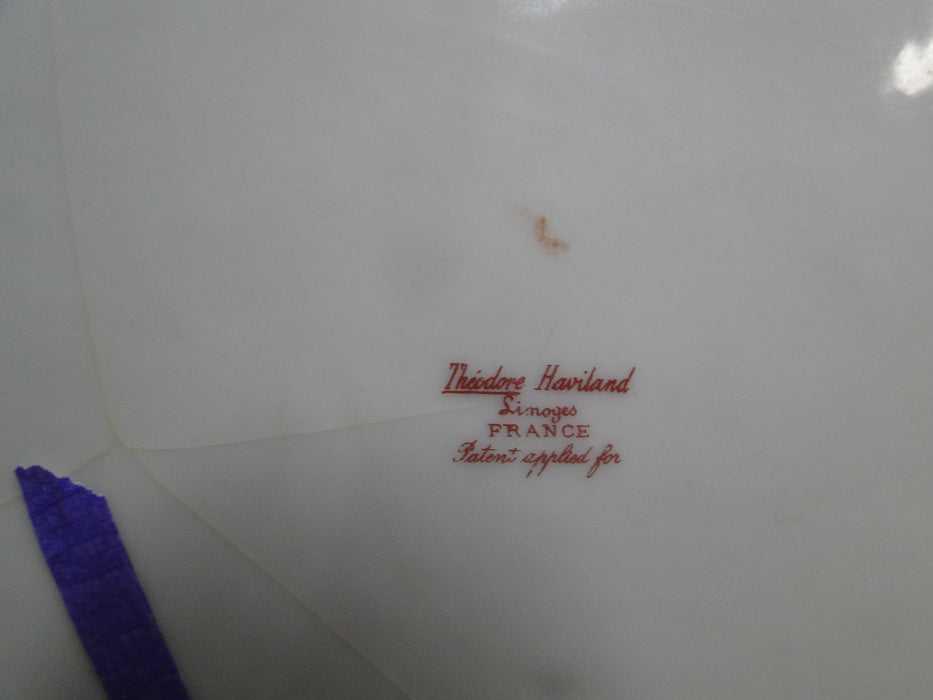 Théodore Haviland
Limoges
FRANCE
Patent applied for